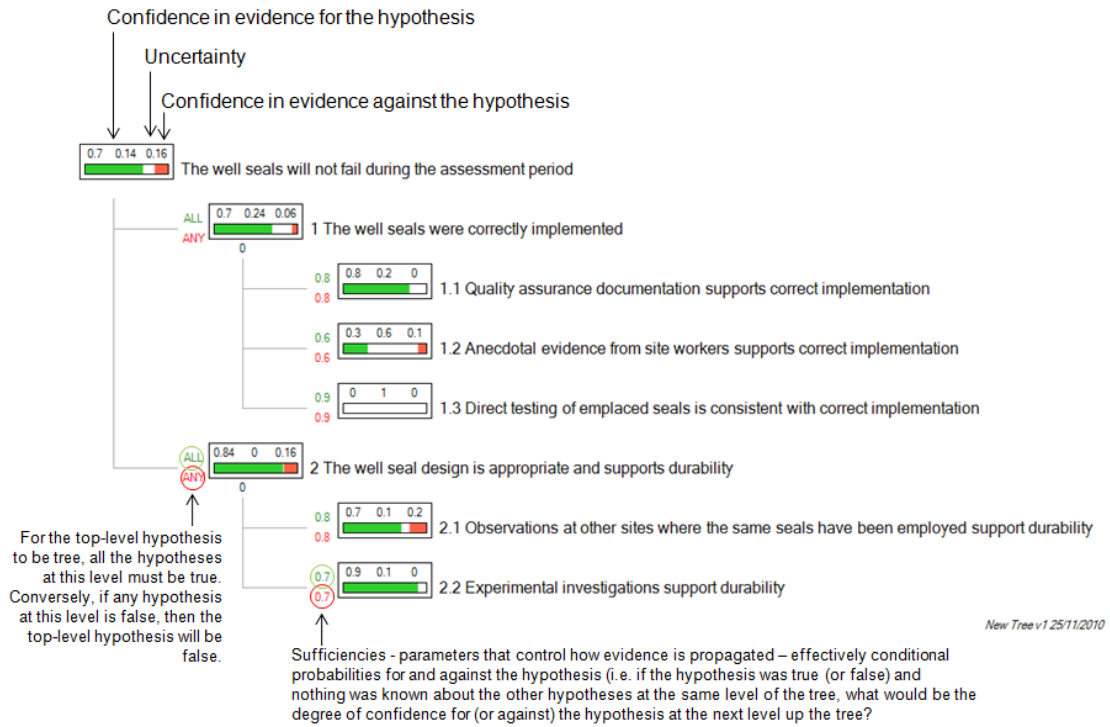 Confidence in evidence for the hypothesis
Uncertainty
Confidence in evidence against the hypothesis
0.7 0.14 0.16
The well seals will not fail during the assessment period
ALL
ANY
0.7 0.24 0.06
1 The well seals were correctly implemented
0
0.8
0.8
0.8 0.2 0
1.1 Quality assurance documentation supports correct implementation
0.6
0.6
0.3 0.6 0.1
1.2 Anecdotal evidence from site workers supports correct implementation
0.9
0.9
0 1 0
1.3 Direct testing of emplaced seals is consistent with correct implementation
ALL
ANY
0.84 0 0.16
2 The well seal design is appropriate and supports durability
0
0.8
0.8
0.7 0.1 0.2
2.1 Observations at other sites where the same seals have been employed support durability
0.7
0.7
0.9 0.1 0
2.2 Experimental investigations support durability
For the top-level hypothesis
to be tree, all the hypotheses
at this level must be true.
Conversely, if any hypothesis
at this level is false, then the
top-level hypothesis will be
false.
New Tree v1 25/11/2010
Sufficiencies - parameters that control how evidence is propagated – effectively conditional
probabilities for and against the hypothesis (i.e. if the hypothesis was true (or false) and
nothing was known about the other hypotheses at the same level of the tree, what would be the
degree of confidence for (or against) the hypothesis at the next level up the tree?